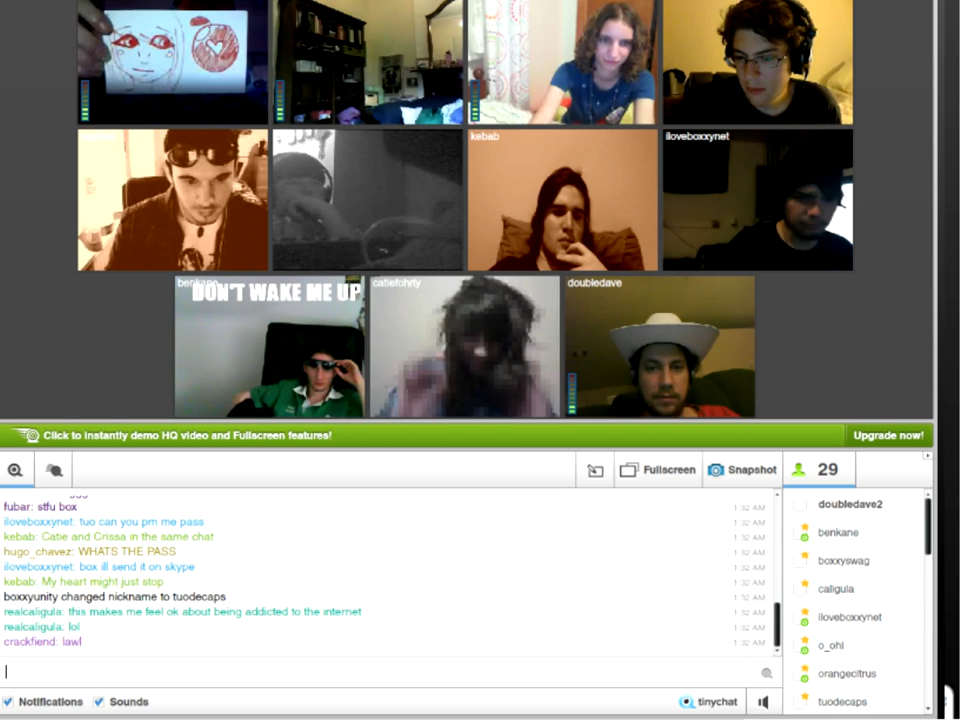 kebab
iloveboxxynet
benkane
DON'T WAKE ME UP
catiefohrly
doubledave
Click to instantly demo HQ video and Fullscreen features!
Upgrade now!
Fullscreen
Snapshot
29
fubar: stfu box
1:32 AM
iloveboxxynet: tuo can you pm me pass
1:32 AM
kebab: Catie and Crissa in the same chat
1:32 AM
hugo_chavez: WHATS THE PASS
1:32 AM
iloveboxxynet: box ill send it on skype
1:32 AM
kebab: My heart might just stop
1:32 AM
boxxyunity changed nickname to tuodecaps
1:32 AM
realcaligula: this makes me feel ok about being addicted to the internet
1:32 AM
realcaligula: lol
1:32 AM
crackfiend: lawl
1:32 AM
doubledave2
benkane
boxxyswag
caligula
iloveboxxynet
o_ohl
orangecitrus
tuodecaps
Notifications
Sounds
tinychat